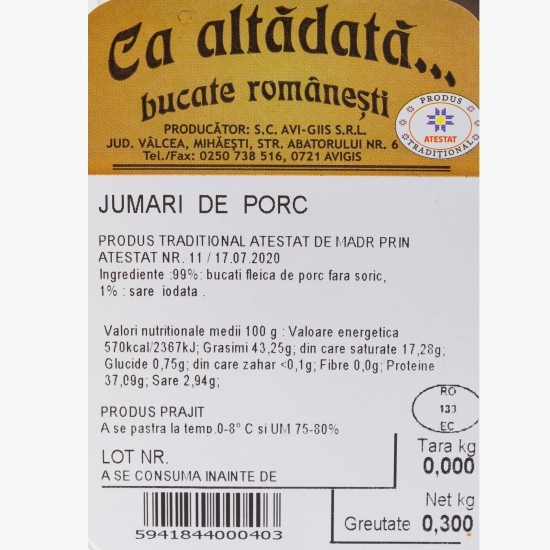 Ca altădată...
bucate românești
PRODUCĂTOR: S.C. AVI-GIIS S.R.L.
JUD. VÂLCEA, MIHĂEȘTI, STR. ABATORULUI NR. 6
Tel./Fax: 0250 738 516, 0721 AVIGIS
PRODUS
ATESTAT
TRADIȚIONAL
JUMARI DE PORC
PRODUS TRADITIONAL ATESTAT DE MADR PRIN
ATESTAT NR. 11 / 17.07.2020
Ingrediente :99%: bucati fleica de porc fara soric,
1% : sare iodata .
Valori nutritionale medii 100 g : Valoare energetica
570kcal/2367kJ; Grasimi 43,25g; din care saturate 17,28g;
Glucide 0,75g; din care zahar <0,1g; Fibre 0,0g; Proteine
37,09g; Sare 2,94g;
PRODUS PRAJIT
A se pastra la temp.0-8° C si UM 75-80%
RO
133
EC
LOT NR.
A SE CONSUMA INAINTE DE
Tara kg
0,000
Net kg
Greutate 0,300
5941844000403